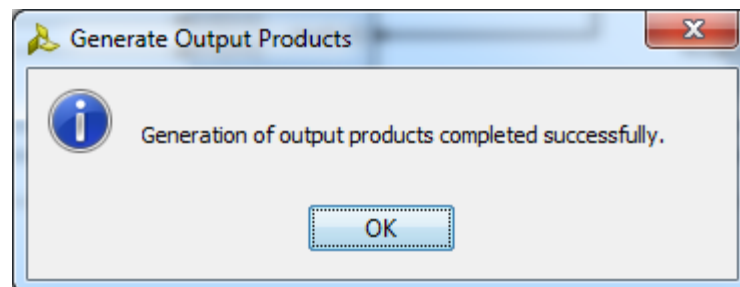 Generate Output Products
Generation of output products completed successfully.
OK